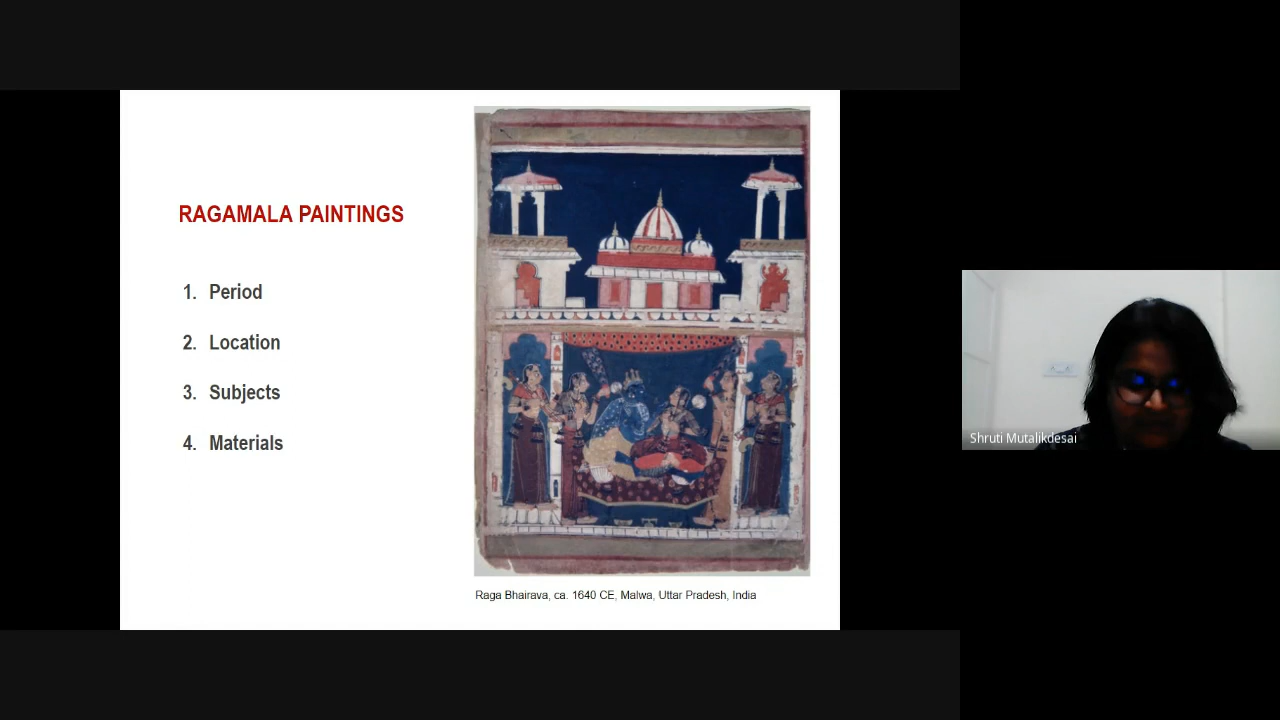 RAGAMALA PAINTINGS
1. Period
2. Location
3. Subjects
4. Materials
Raga Bhairava, ca. 1640 CE, Malwa, Uttar Pradesh, India
Shruti Mutalikdesai